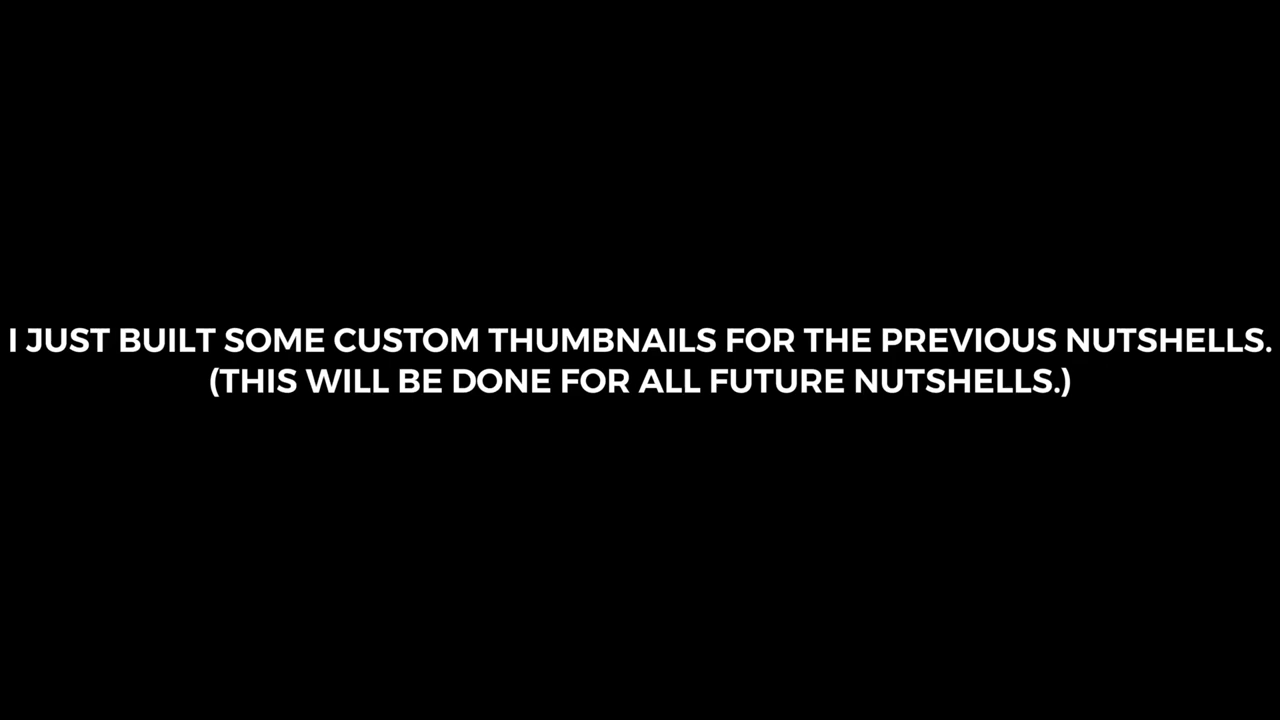 I JUST BUILT SOME CUSTOM THUMBNAILS FOR THE PREVIOUS NUTSHELLS.
(THIS WILL BE DONE FOR ALL FUTURE NUTSHELLS.)